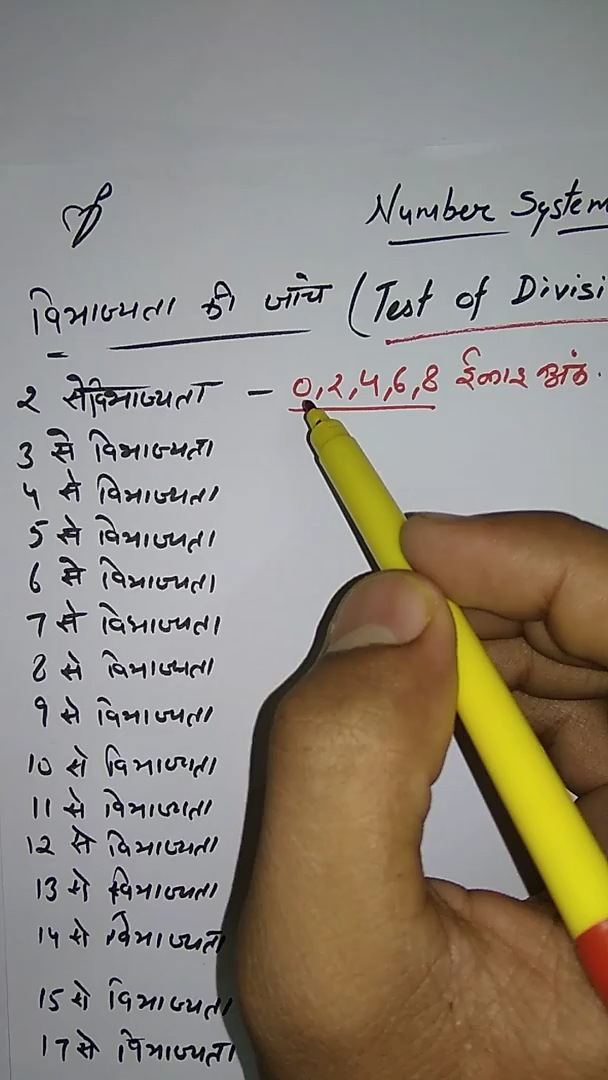 Number System
विभाज्यता की जांच (Test of Divisi
2 से विभाज्यता - 0,2,4,6,8 ईकाइ अंक.
3 से विभाज्यता
4 से विभाज्यता
5 से विभाज्यता
6 से विभाज्यता
7 से विभाज्यता
8 से विभाज्यता
9 से विभाज्यता
10 से विभाज्यता
11 से विभाज्यता
12 से विभाज्यता
13 से विभाज्यता
14 से विभाज्यता
15 से विभाज्यता
17 से विभाज्यता